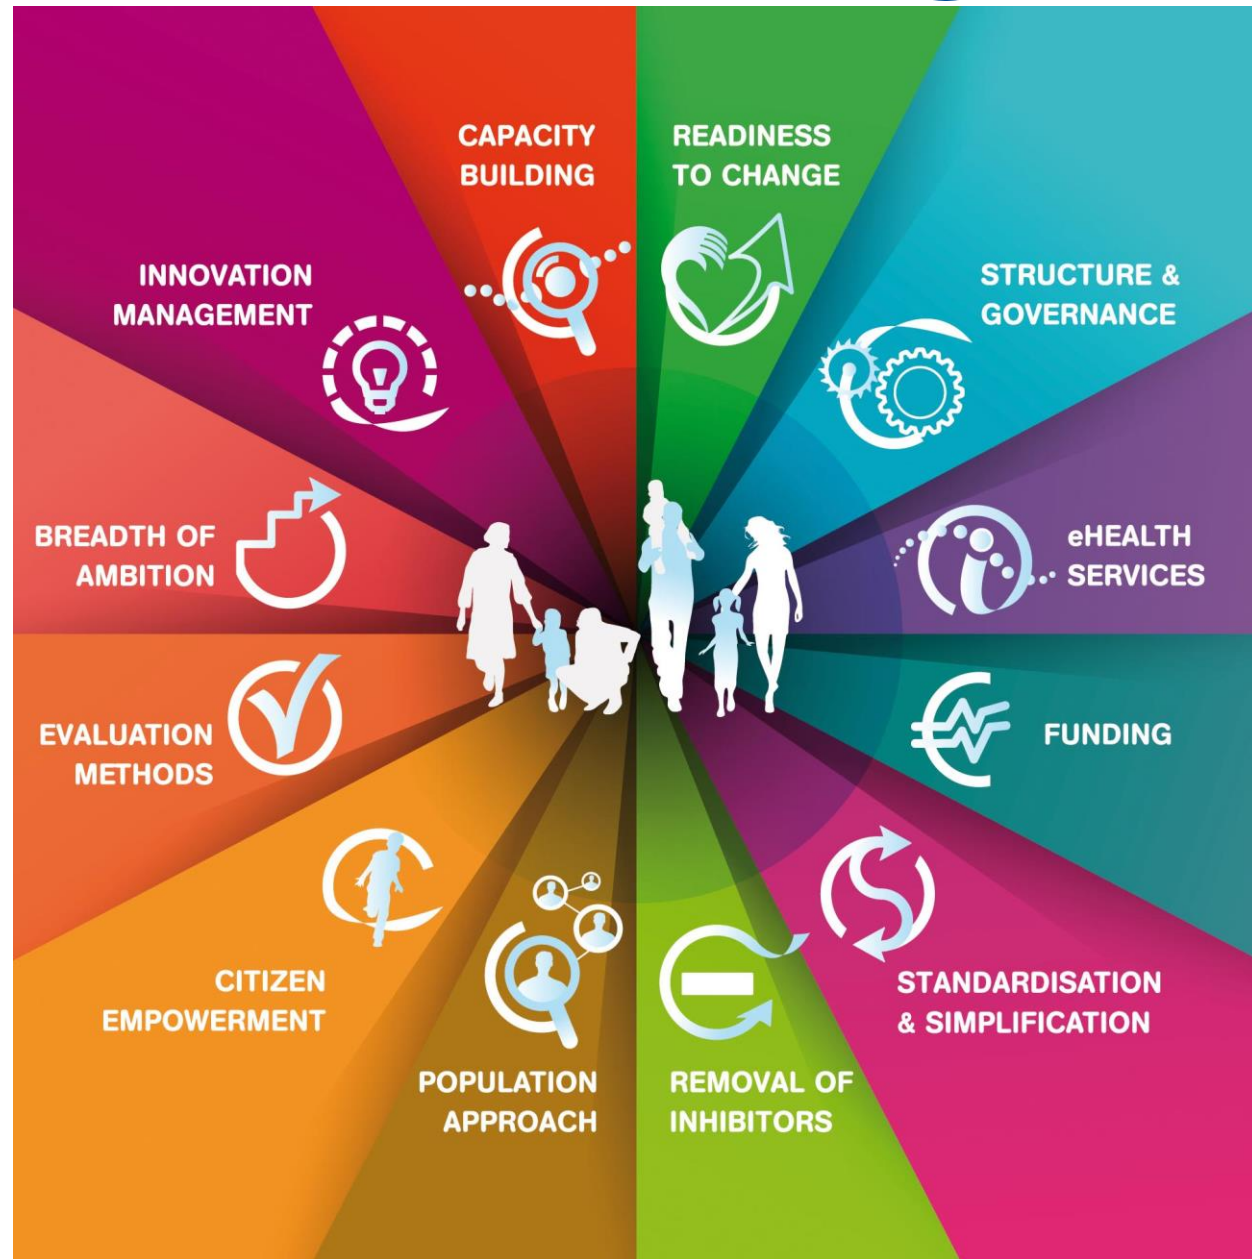 CAPACITY
BUILDING
READINESS
TO CHANGE
INNOVATION
MANAGEMENT
STRUCTURE &
GOVERNANCE
BREADTH OF
AMBITION
eHEALTH
SERVICES
EVALUATION
METHODS
FUNDING
CITIZEN
EMPOWERMENT
STANDARDISATION
& SIMPLIFICATION
POPULATION
APPROACH
REMOVAL OF
INHIBITORS